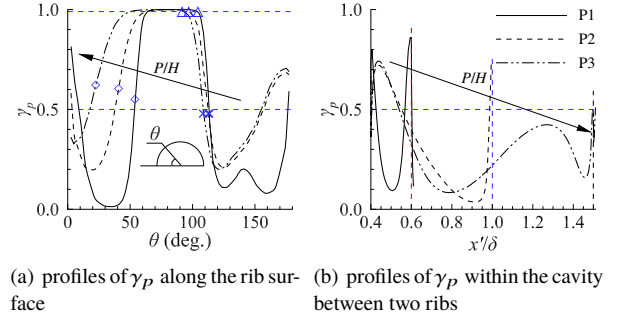 1.0
0.5
0.0
γp
P/H
θ
0
50
100
150
θ (deg.)
1.0
0.5
0.0
γp
P/H
P1
P2
P3
0.4
0.6
0.8
1.0
1.2
1.4
x′/δ
(a) profiles of γp along the rib sur-
face
(b) profiles of γp within the cavity
between two ribs